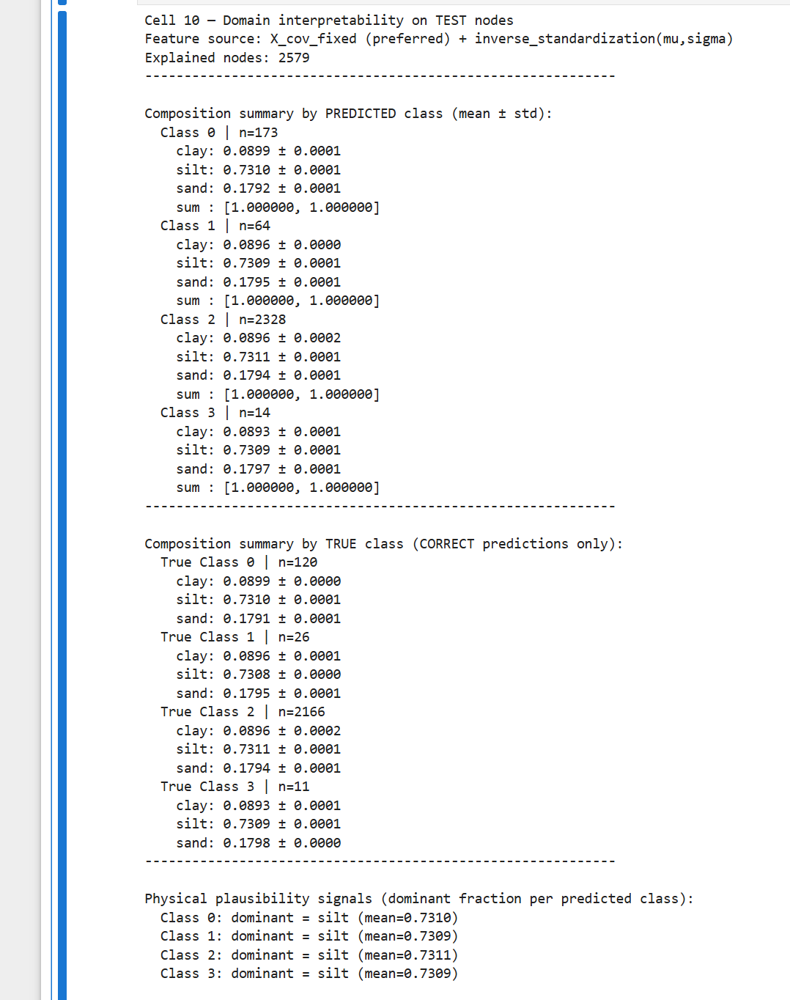 Cell 10 — Domain interpretability on TEST nodes
Feature source: X_cov_fixed (preferred) + inverse_standardization(mu,sigma)
Explained nodes: 2579
------------------------------------------------------------
Composition summary by PREDICTED class (mean ± std):
Class 0 | n=173
clay: 0.0899 ± 0.0001
silt: 0.7310 ± 0.0001
sand: 0.1792 ± 0.0001
sum : [1.000000, 1.000000]
Class 1 | n=64
clay: 0.0896 ± 0.0000
silt: 0.7309 ± 0.0001
sand: 0.1795 ± 0.0001
sum : [1.000000, 1.000000]
Class 2 | n=2328
clay: 0.0896 ± 0.0002
silt: 0.7311 ± 0.0001
sand: 0.1794 ± 0.0001
sum : [1.000000, 1.000000]
Class 3 | n=14
clay: 0.0893 ± 0.0001
silt: 0.7309 ± 0.0001
sand: 0.1797 ± 0.0001
sum : [1.000000, 1.000000]
------------------------------------------------------------
Composition summary by TRUE class (CORRECT predictions only):
True Class 0 | n=120
clay: 0.0899 ± 0.0000
silt: 0.7310 ± 0.0001
sand: 0.1791 ± 0.0001
True Class 1 | n=26
clay: 0.0896 ± 0.0001
silt: 0.7308 ± 0.0000
sand: 0.1795 ± 0.0001
True Class 2 | n=2166
clay: 0.0896 ± 0.0002
silt: 0.7311 ± 0.0001
sand: 0.1794 ± 0.0001
True Class 3 | n=11
clay: 0.0893 ± 0.0001
silt: 0.7309 ± 0.0001
sand: 0.1798 ± 0.0000
------------------------------------------------------------
Physical plausibility signals (dominant fraction per predicted class):
Class 0: dominant = silt (mean=0.7310)
Class 1: dominant = silt (mean=0.7309)
Class 2: dominant = silt (mean=0.7311)
Class 3: dominant = silt (mean=0.7309)